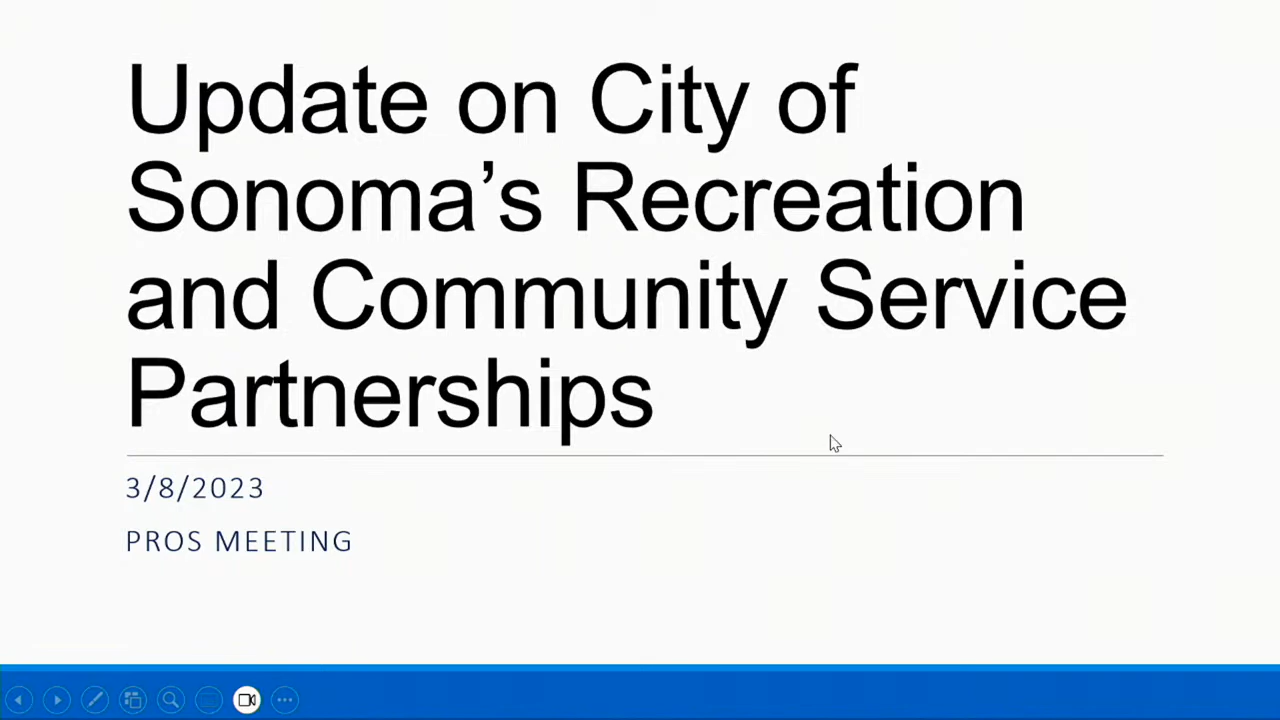 Update on City of
Sonoma’s Recreation
and Community Service
Partnerships
3/8/2023
PROS MEETING